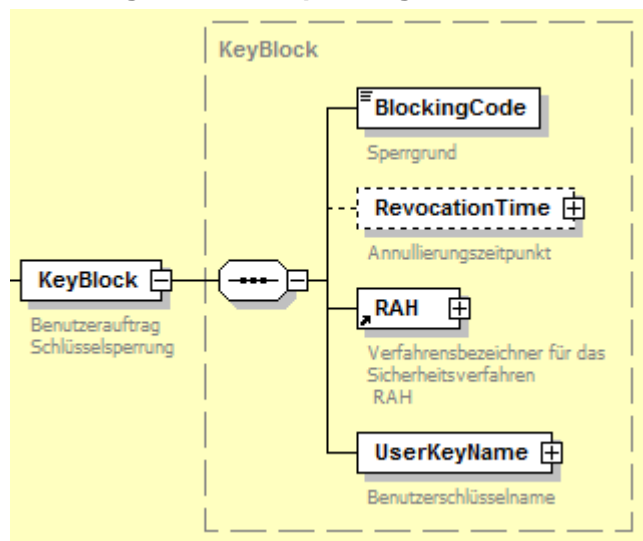 KeyBlock
BlockingCode
Sperrgrund
RevocationTime
Annullierungszeitpunkt
KeyBlock
Benutzerauftrag
Schlüsselsperrung
RAH
Verfahrensbezeichner für das
Sicherheitsverfahren
RAH
UserKeyName
Benutzerschlüsselname